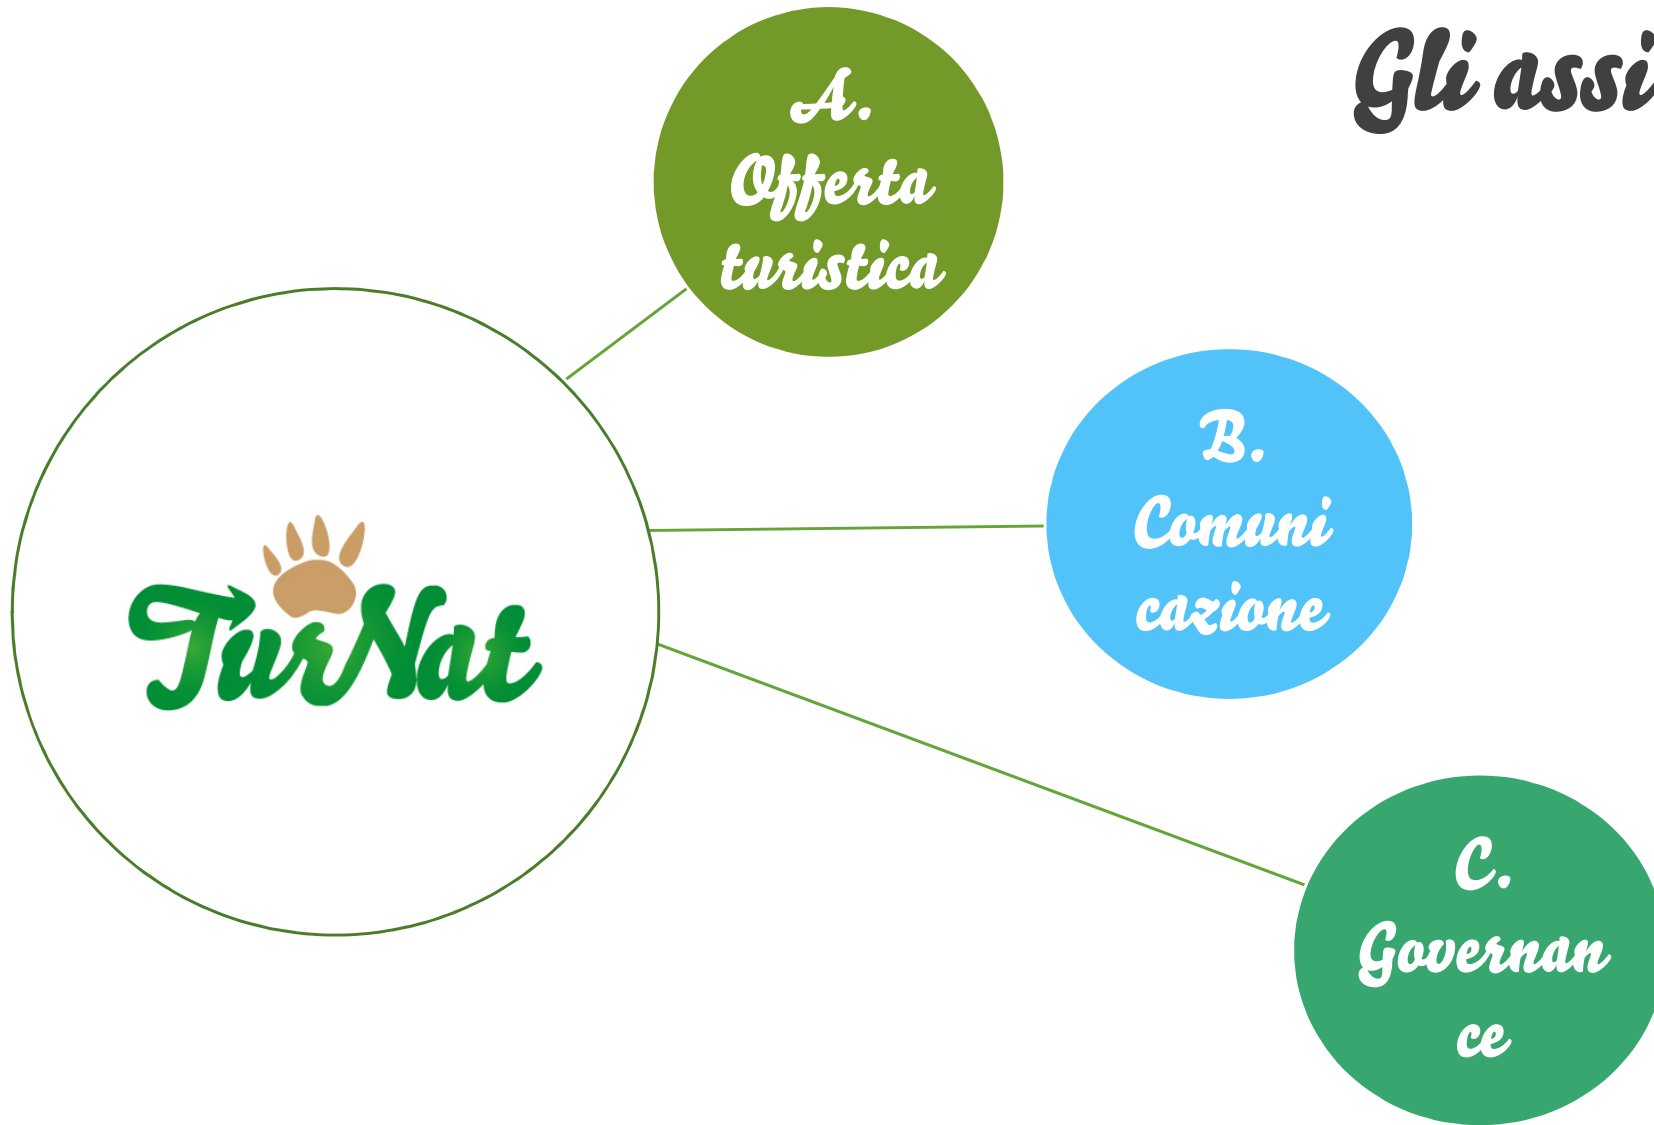 Gli assi
A.
Offerta
turistica
B.
Comuni
cazione
TurNat
C.
Governan
ce